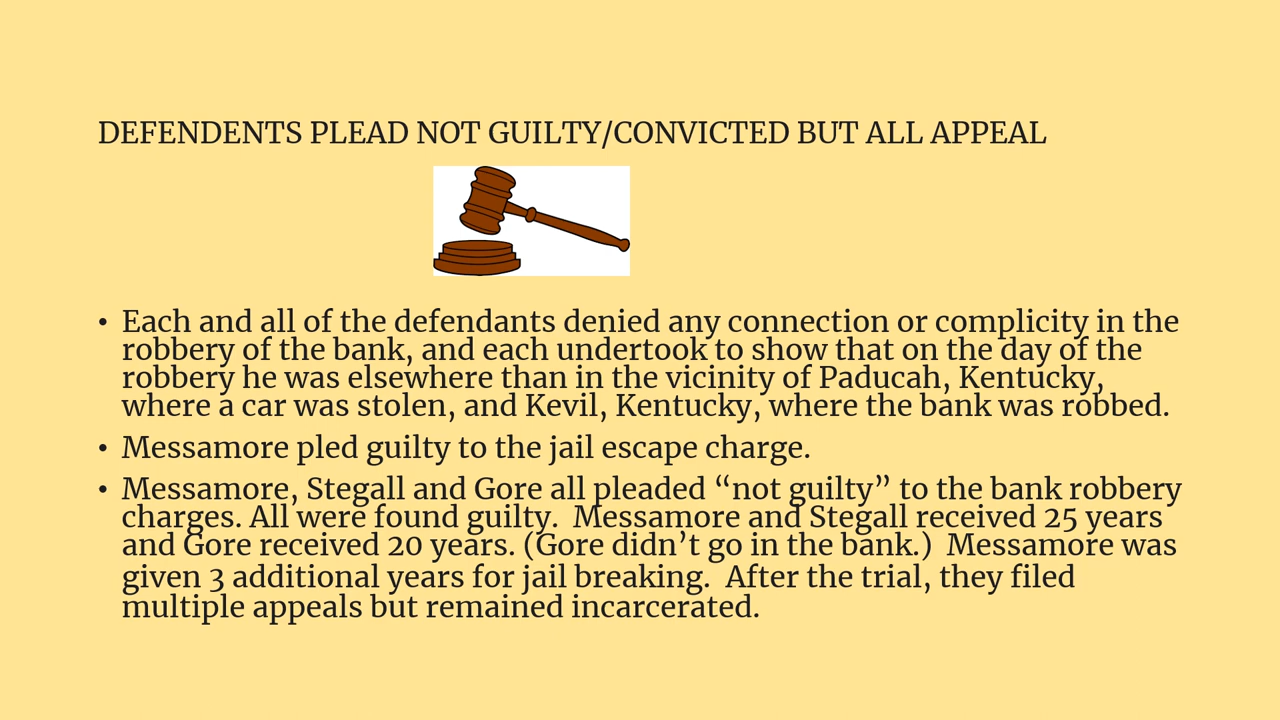 DEFENDENTS PLEAD NOT GUILTY/CONVICTED BUT ALL APPEAL
• Each and all of the defendants denied any connection or complicity in the
robbery of the bank, and each undertook to show that on the day of the
robbery he was elsewhere than in the vicinity of Paducah, Kentucky,
where a car was stolen, and Kevil, Kentucky, where the bank was robbed.
• Messamore pled guilty to the jail escape charge.
• Messamore, Stegall and Gore all pleaded “not guilty” to the bank robbery
charges. All were found guilty.  Messamore and Stegall received 25 years
and Gore received 20 years. (Gore didn’t go in the bank.)  Messamore was
given 3 additional years for jail breaking.  After the trial, they filed
multiple appeals but remained incarcerated.